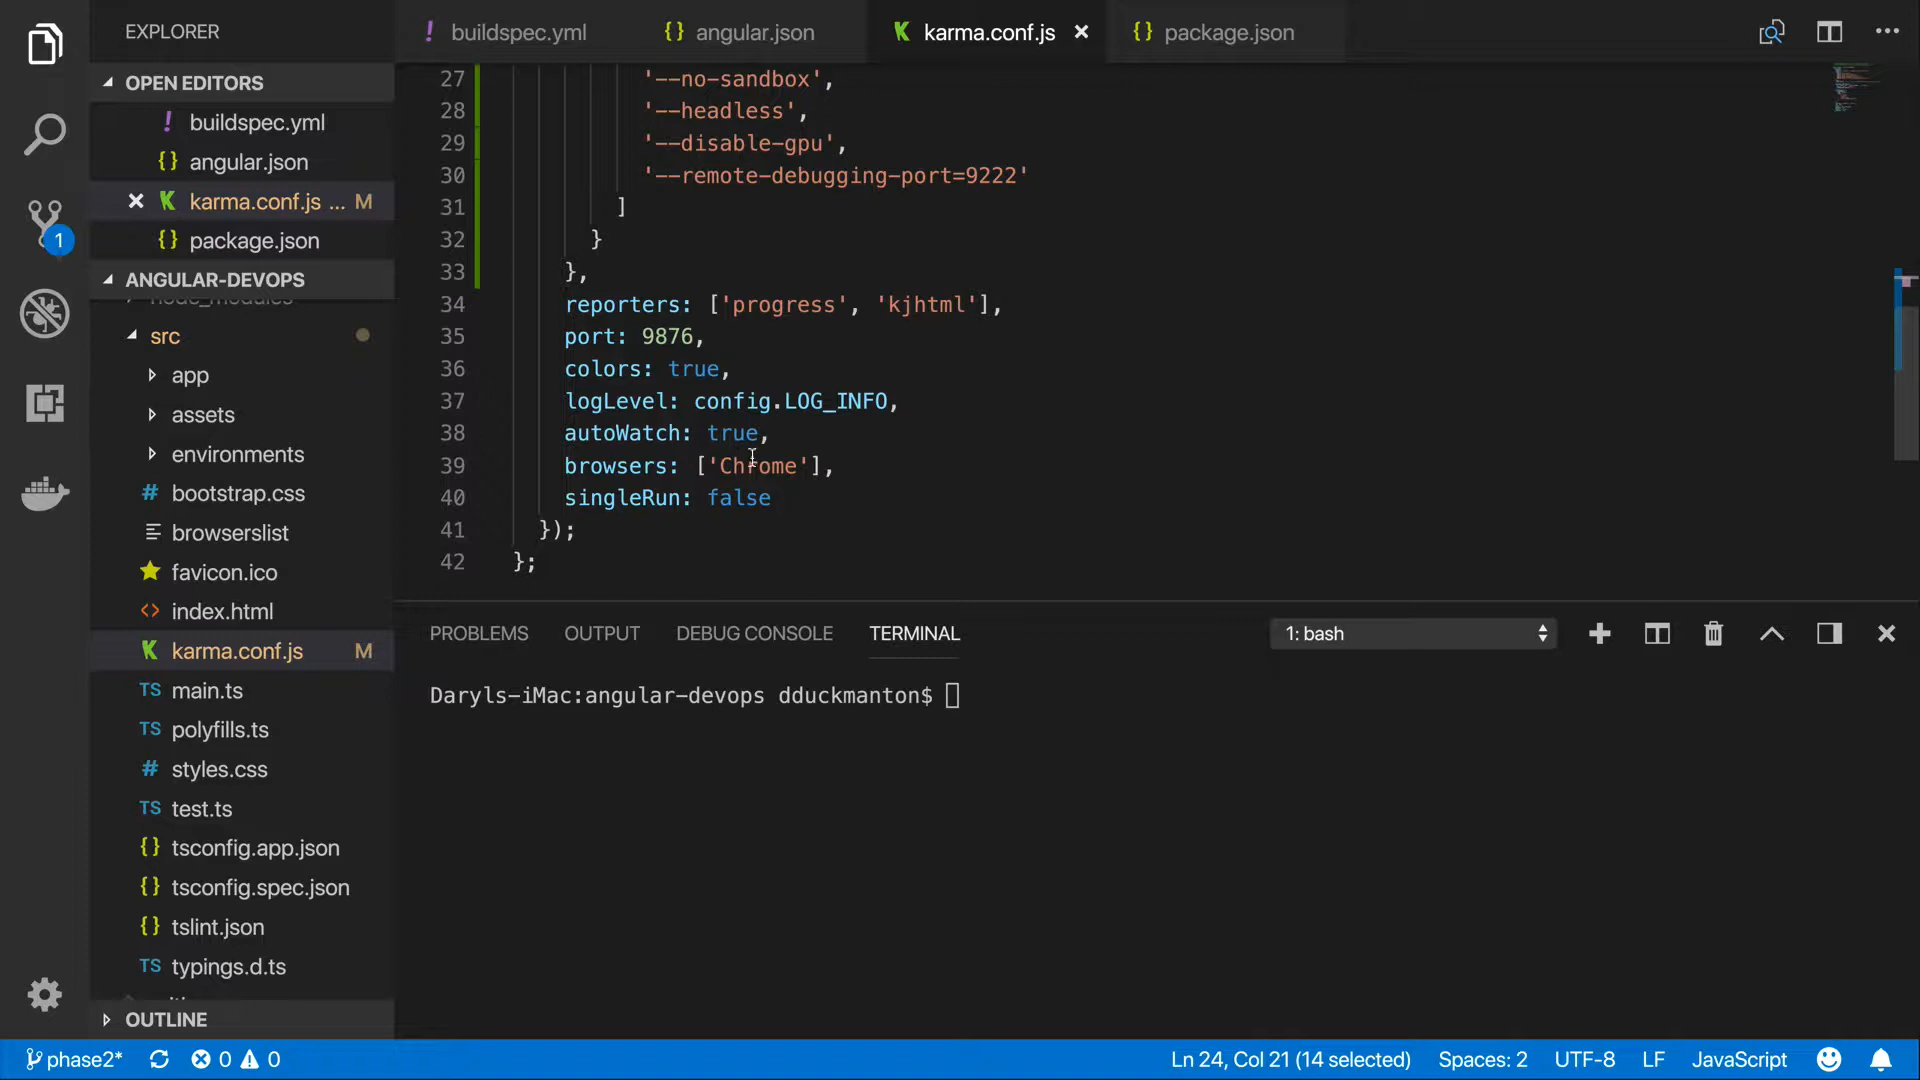 EXPLORER
buildspec.yml
angular.json
karma.conf.js
package.json
OPEN EDITORS
! buildspec.yml
{} angular.json
karma.conf.js ... M
{} package.json
1
ANGULAR-DEVOPS
node_modules
src
app
assets
environments
# bootstrap.css
browserslist
favicon.ico
<> index.html
karma.conf.js M
TS main.ts
TS polyfills.ts
# styles.css
TS test.ts
{} tsconfig.app.json
{} tsconfig.spec.json
{} tslint.json
TS typings.d.ts
OUTLINE
27 '--no-sandbox',
28 '--headless',
29 '--disable-gpu',
30 '--remote-debugging-port=9222'
31 ]
32 }
33 },
34 reporters: ['progress', 'kjhtml'],
35 port: 9876,
36 colors: true,
37 logLevel: config.LOG_INFO,
38 autoWatch: true,
39 browsers: ['Chrome'],
40 singleRun: false
41 });
42 };
PROBLEMS OUTPUT DEBUG CONSOLE TERMINAL 1: bash
Daryls-iMac:angular-devops dduckmanton$
phase2* 0 0 Ln 24, Col 21 (14 selected) Spaces: 2 UTF-8 LF JavaScript